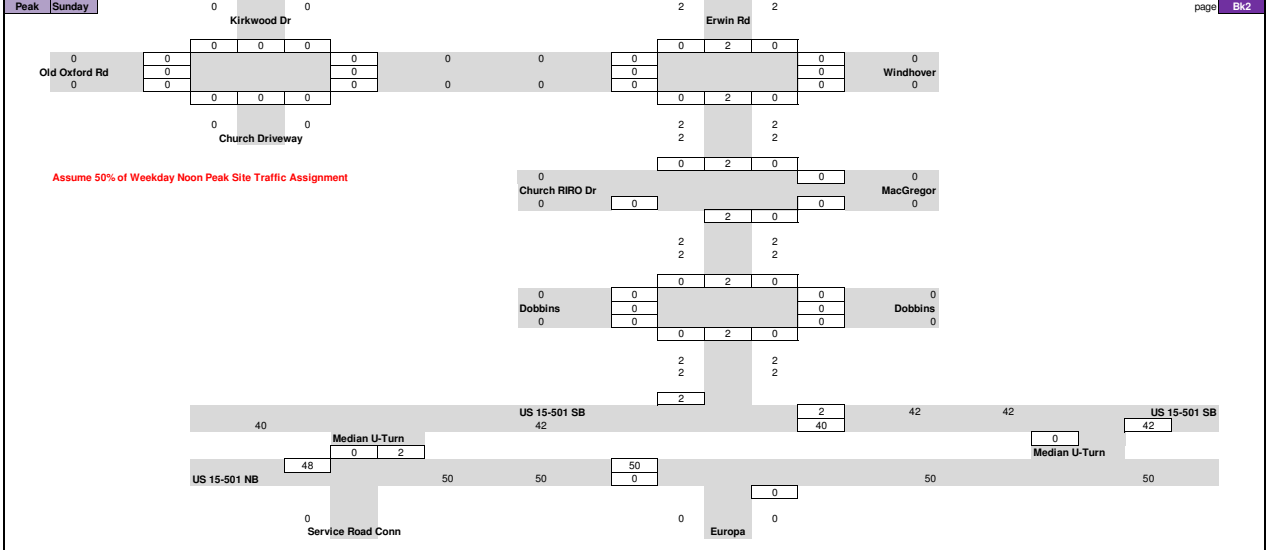 Peak Sunday 0 0 2 2 page Bk2
Kirkwood Dr Erwin Rd
0 0 0 0 2 0
0 0 0 0 0 0 0 0
Old Oxford Rd 0 0 0 0 Windhover
0 0 0 0 0 0 0 0
0 0 0 0 2 0
0 0 2 2
Church Driveway 2 2
0 2 0
Assume 50% of Weekday Noon Peak Site Traffic Assignment 0 0 0
Church RIRO Dr MacGregor
0 0 0 0
2 0
2 2
2 2
0 2 0
0 0 0 0
Dobbins 0 0 Dobbins
0 0 0 0
0 2 0
2 2
2 2
2
US 15-501 SB 2 42 42 US 15-501 SB
40 42 40 42
Median U-Turn 0
0 2 Median U-Turn
48 50
US 15-501 NB 50 50 0 50 50
0
0 0 0
Service Road Conn Europa